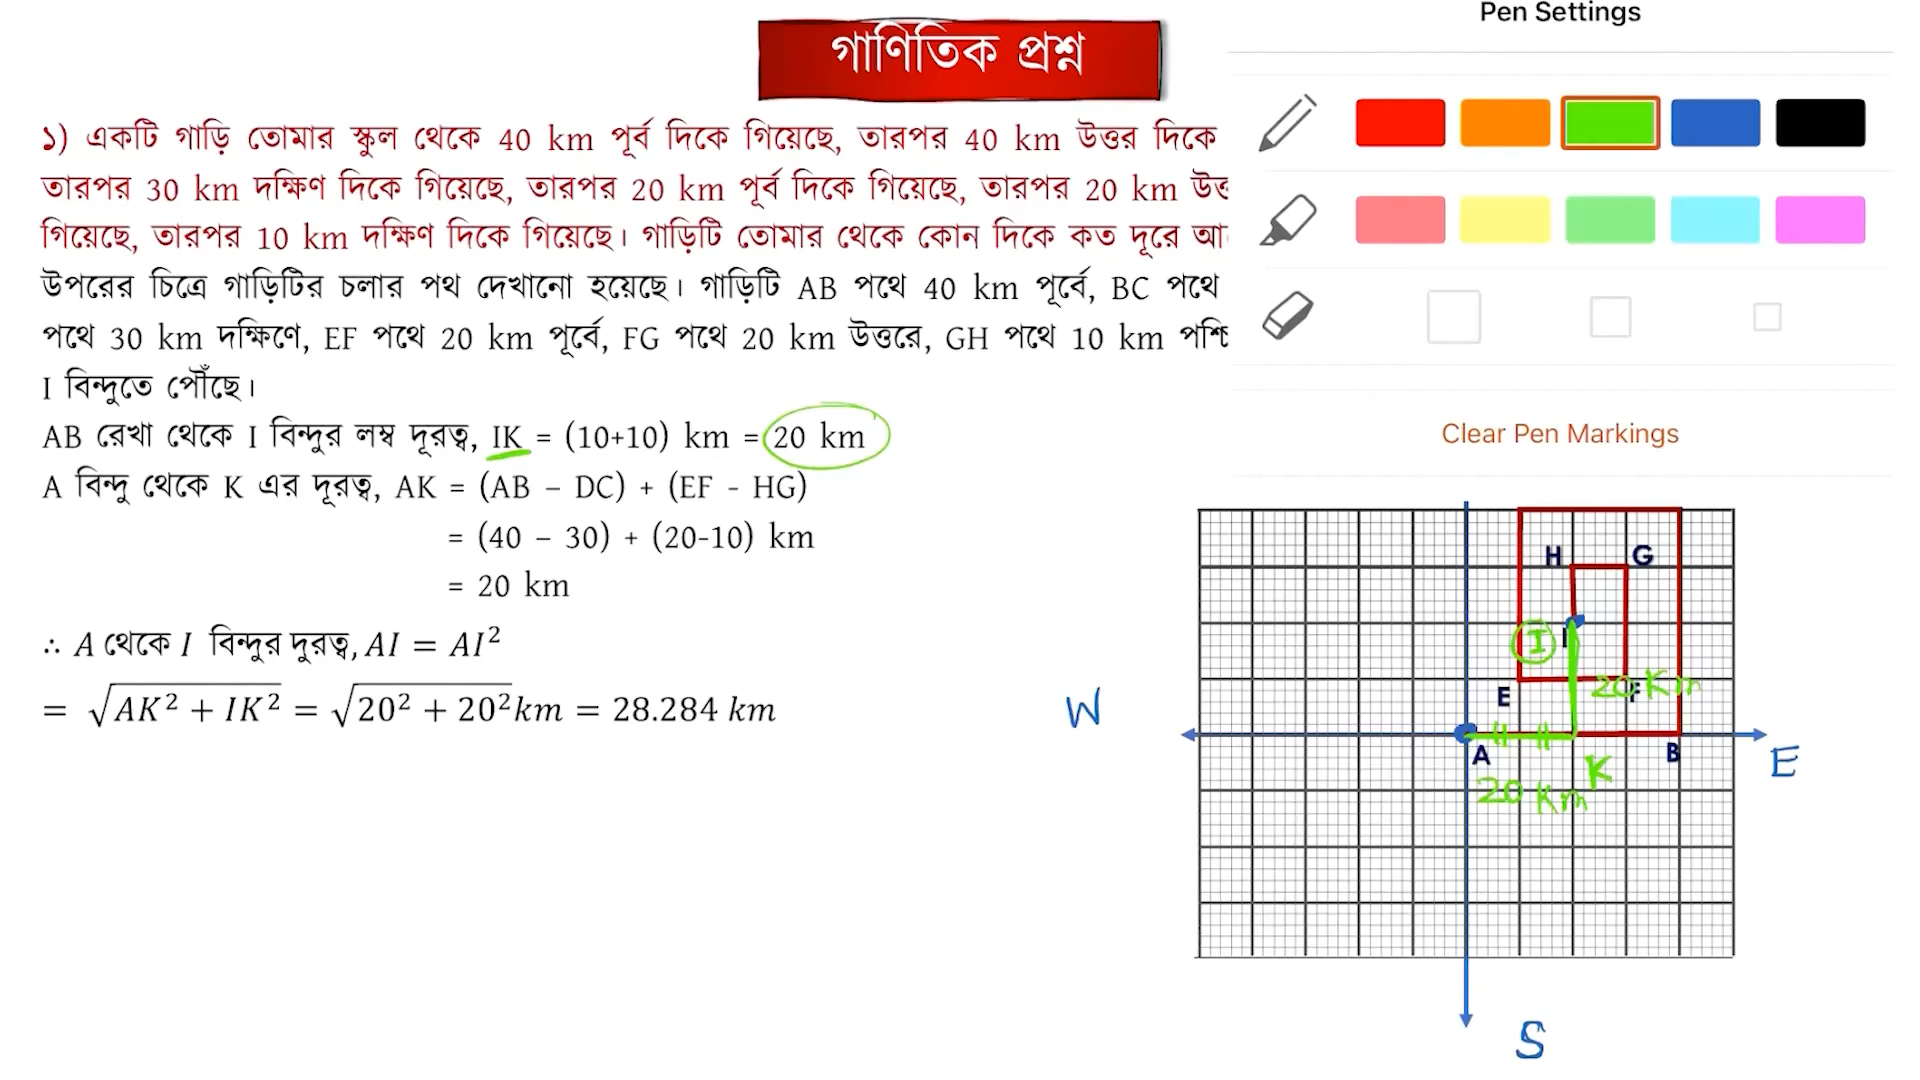 গাণিতিক প্রশ্ন
Pen Settings
১) একটি গাড়ি তোমার স্কুল থেকে 40 km পূর্ব দিকে গিয়েছে, তারপর 40 km উত্তর দিকে
তারপর 30 km দক্ষিণ দিকে গিয়েছে, তারপর 20 km পূর্ব দিকে গিয়েছে, তারপর 20 km
গিয়েছে, তারপর 10 km দক্ষিণ দিকে গিয়েছে। গাড়িটি তোমার থেকে কোন দিকে কত দূরে
উপরের চিত্রে গাড়িটির চলার পথ দেখানো হয়েছে। গাড়িটি AB পথে 40 km পূর্বে, BC পথে
পথে 30 km দক্ষিণে, EF পথে 20 km পূর্বে, FG পথে 20 km উত্তরে, GH পথে 10 km
I বিন্দুতে পৌঁছে।
AB রেখা থেকে I বিন্দুর লম্ব দূরত্ব, IK = (10+10) km = 20 km
A বিন্দু থেকে K এর দূরত্ব, AK = (AB – DC) + (EF - HG)
= (40 – 30) + (20-10) km
= 20 km
∴ A থেকে I বিন্দুর দুরত্ব, AI = AI²
= √(AK² + IK²) = √(20² + 20²) km = 28.284 km
Clear Pen Markings
H G
I I
E 20 Km F
W
A B
K
E
20 Km
S